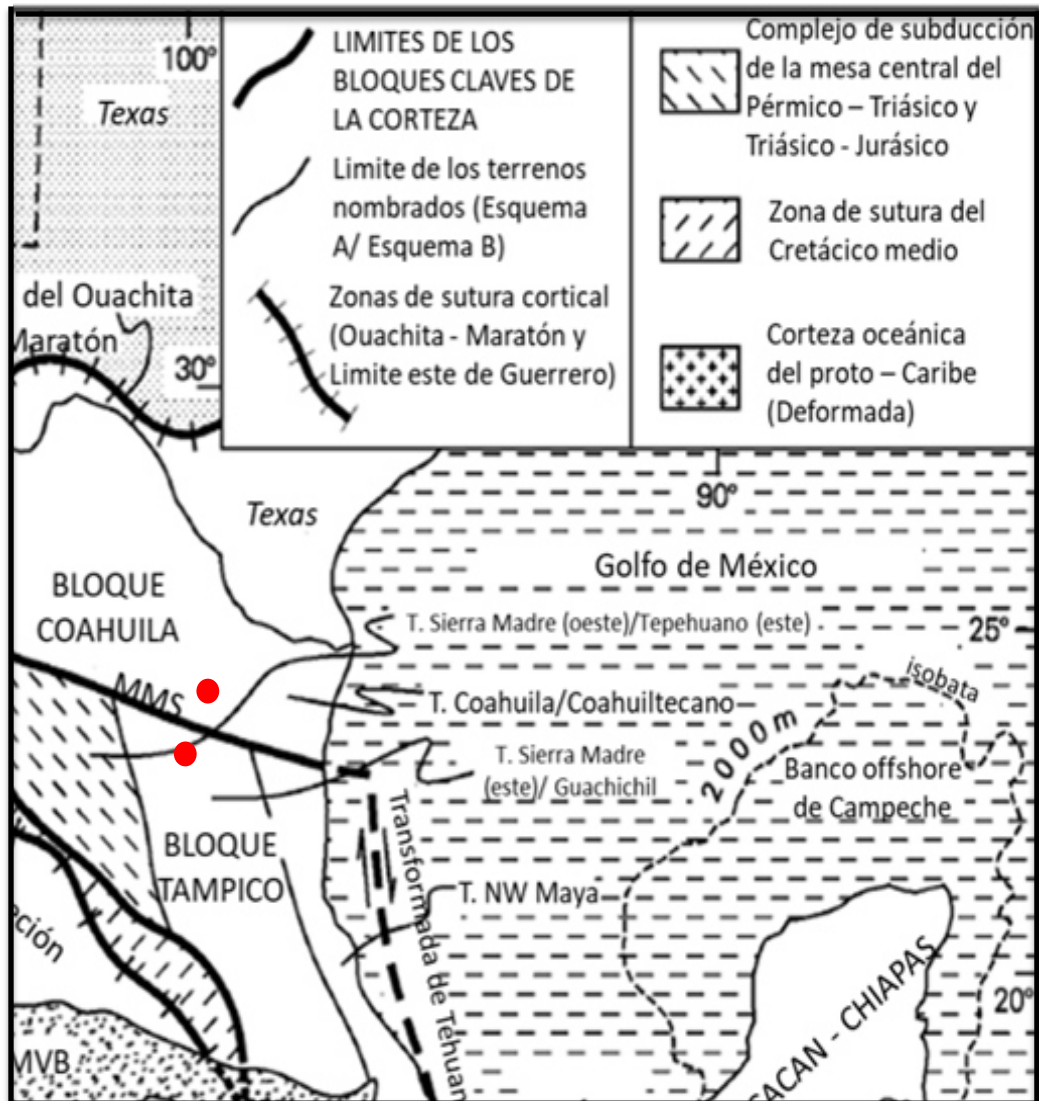 100°
Texas
del Ouachita
Maratón
30°
LIMITES DE LOS
BLOQUES CLAVES DE
LA CORTEZA
Limite de los terrenos
nombrados (Esquema
A/ Esquema B)
Zonas de sutura cortical
(Ouachita - Maratón y
Limite este de Guerrero)
Complejo de subducción
de la mesa central del
Pérmico – Triásico y
Triásico - Jurásico
Zona de sutura del
Cretácico medio
Corteza oceánica
del proto – Caribe
(Deformada)
90°
Texas
Golfo de México
BLOQUE
COAHUILA
T. Sierra Madre (oeste)/Tepehuano (este)
25°
isobata
MMS
T. Coahuila/Coahuiltecano
2000 m
T. Sierra Madre
(este)/ Guachichil
Banco offshore
de Campeche
BLOQUE
TAMPICO
Transformada de Tehuan
T. NW Maya
eción
20°
MVB
ACAN - CHIAPAS